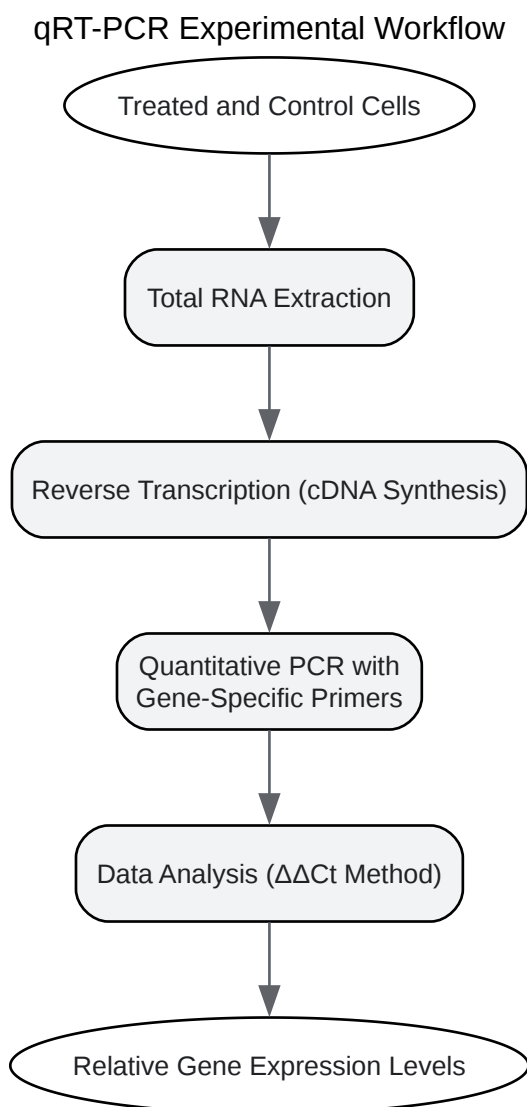 qRT-PCR Experimental Workflow
Treated and Control Cells
Total RNA Extraction
Reverse Transcription (cDNA Synthesis)
Quantitative PCR with
Gene-Specific Primers
Data Analysis (ΔΔCt Method)
Relative Gene Expression Levels